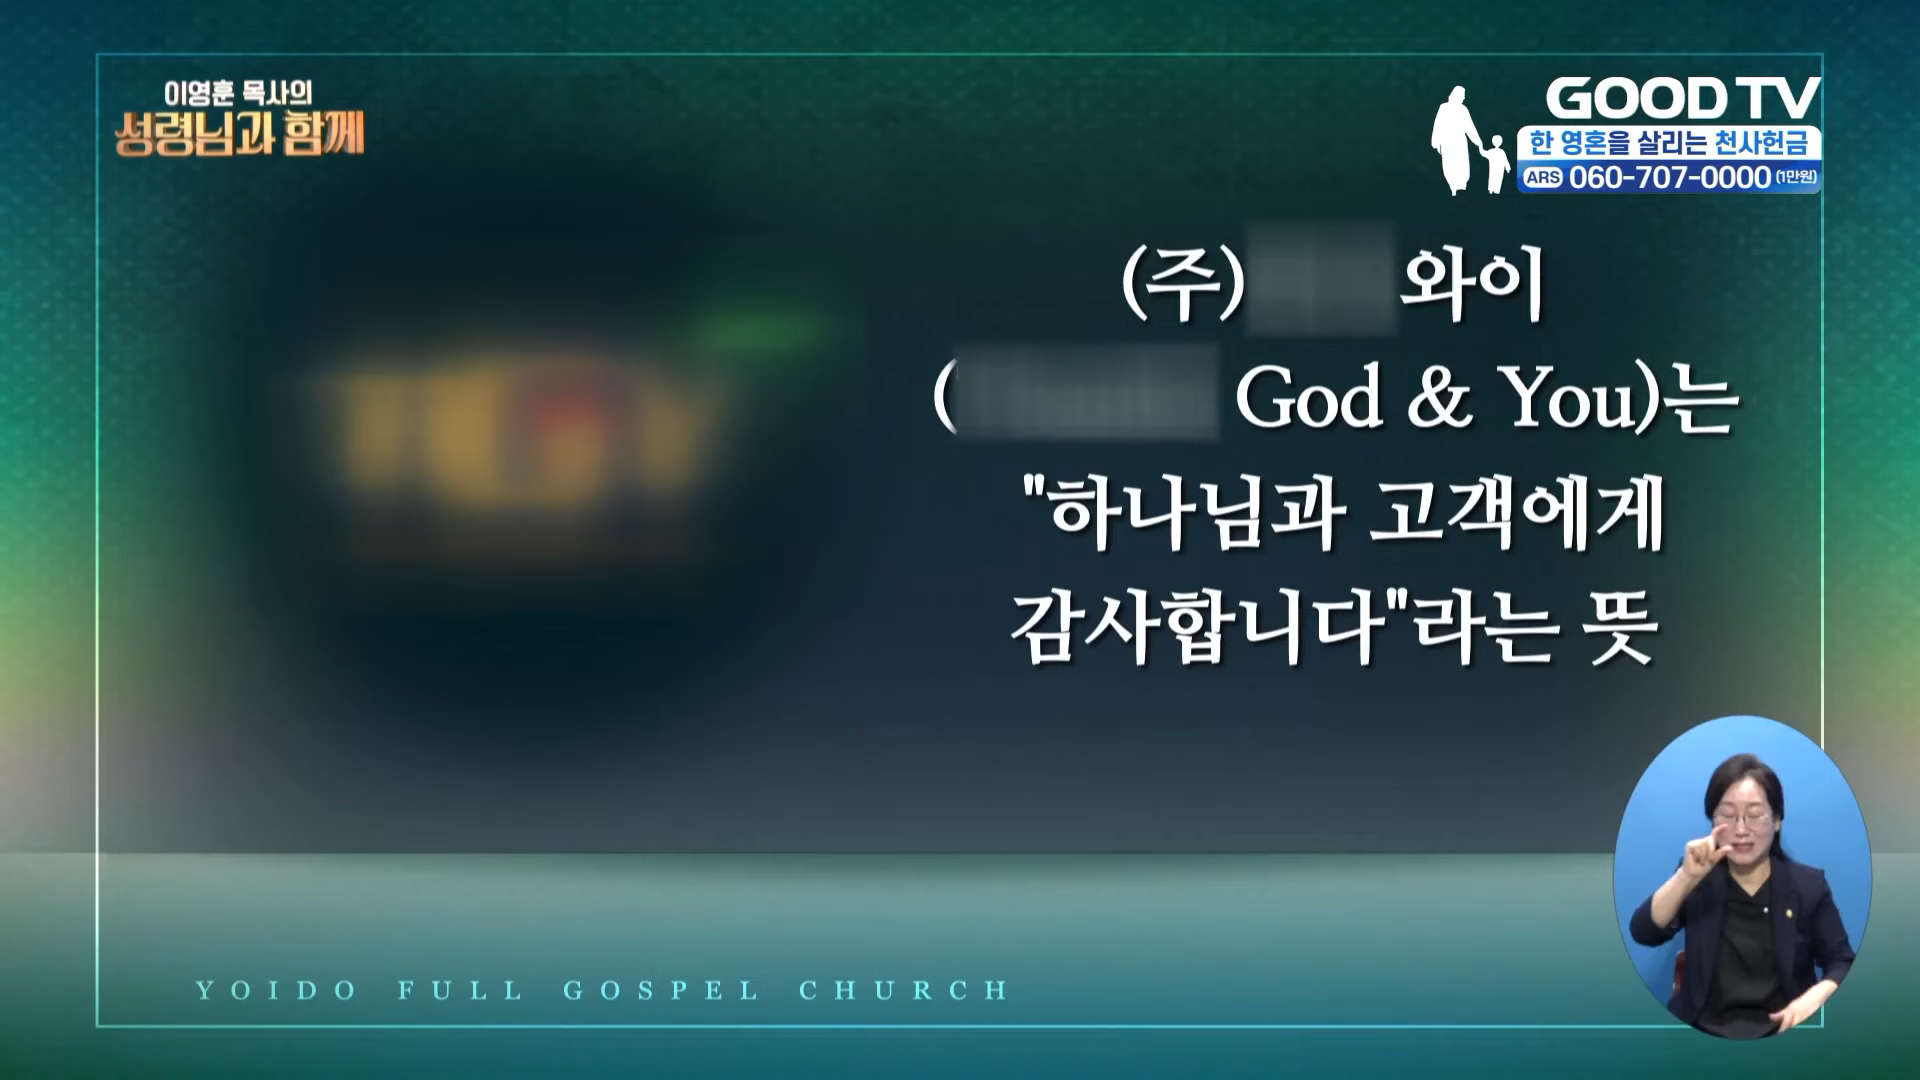 이영훈 목사의
성령님과 함께
GOOD TV
한 영혼을 살리는 천사헌금
ARS 060-707-0000 (1만원)
(주) 와이
( God & You)는
"하나님과 고객에게
감사합니다"라는 뜻
YOIDO FULL GOSPEL CHURCH